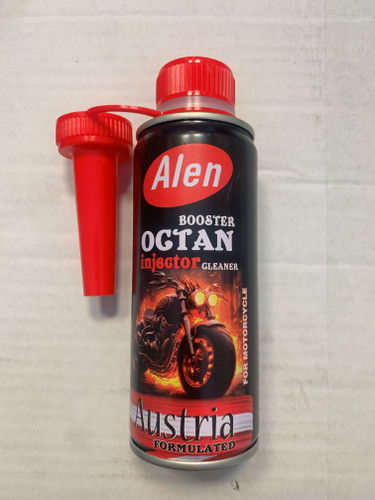 Alen
BOOSTER
OCTAN
injector CLEANER
FOR MOTORCYCLE
Austria
FORMULATED